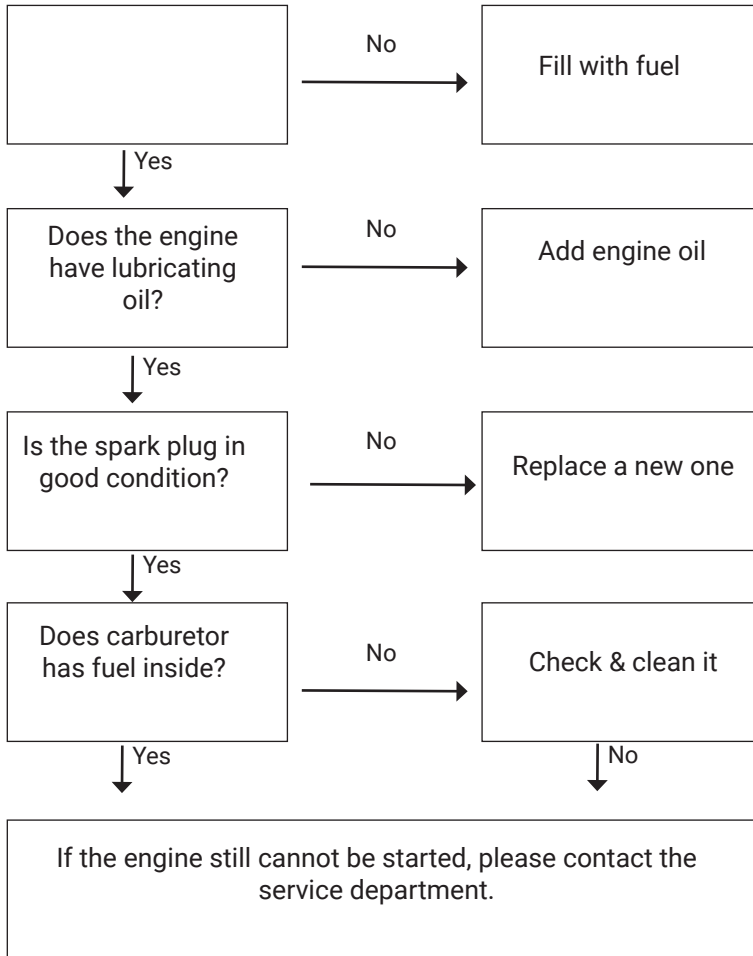 No
Fill with fuel
Yes
Does the engine
have lubricating
oil?
No
Add engine oil
Yes
Is the spark plug in
good condition?
No
Replace a new one
Yes
Does carburetor
has fuel inside?
No
Check & clean it
Yes
No
If the engine still cannot be started, please contact the
service department.